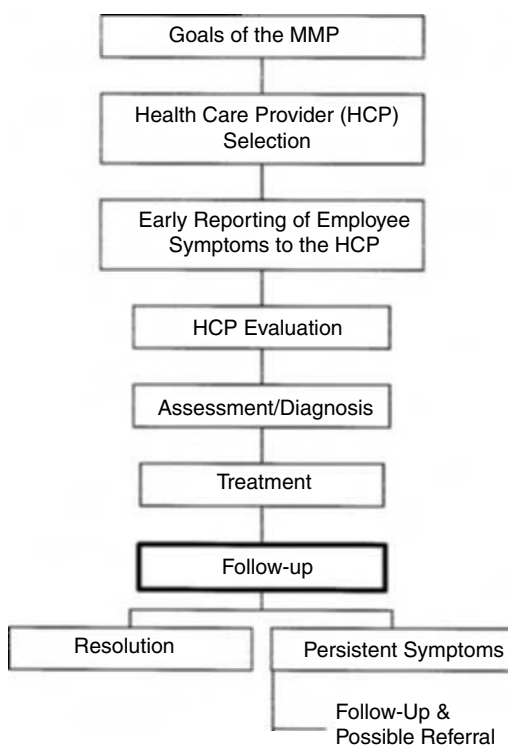 Goals of the MMP
Health Care Provider (HCP)
Selection
Early Reporting of Employee
Symptoms to the HCP
HCP Evaluation
Assessment/Diagnosis
Treatment
Follow-up
Resolution
Persistent Symptoms
Follow-Up &
Possible Referral